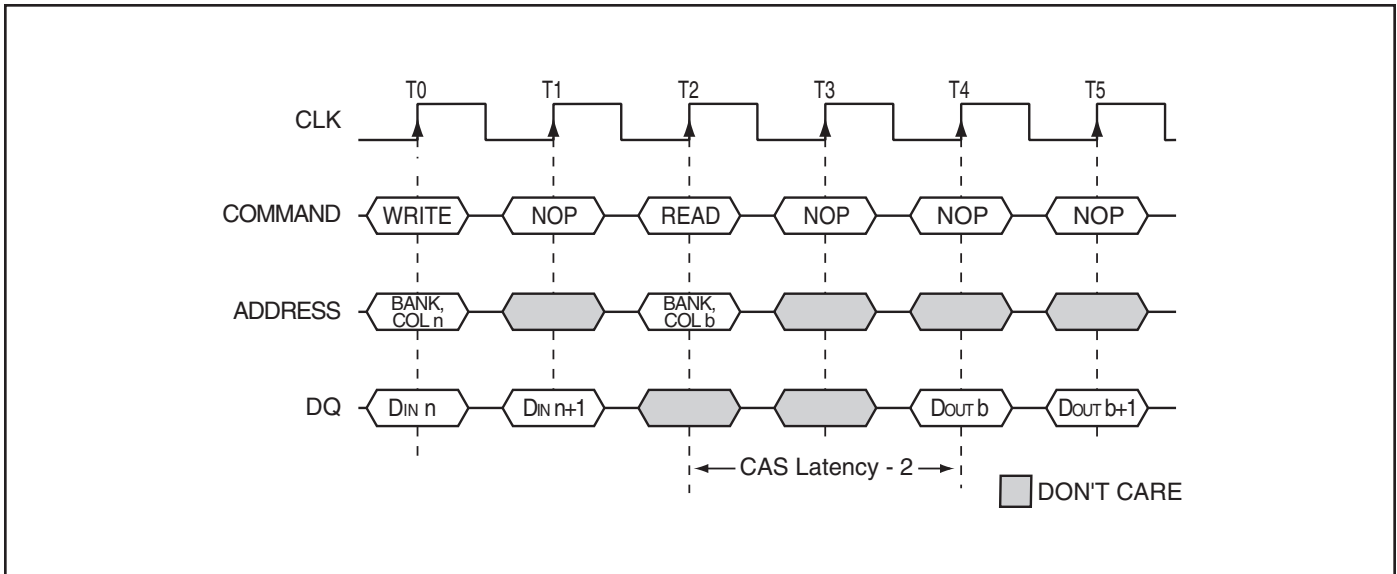 T0 T1 T2 T3 T4 T5
CLK
COMMAND WRITE NOP READ NOP NOP NOP
ADDRESS BANK, COL n BANK, COL b
DQ DIN n DIN n+1 DOUT b DOUT b+1
CAS Latency - 2
DON'T CARE